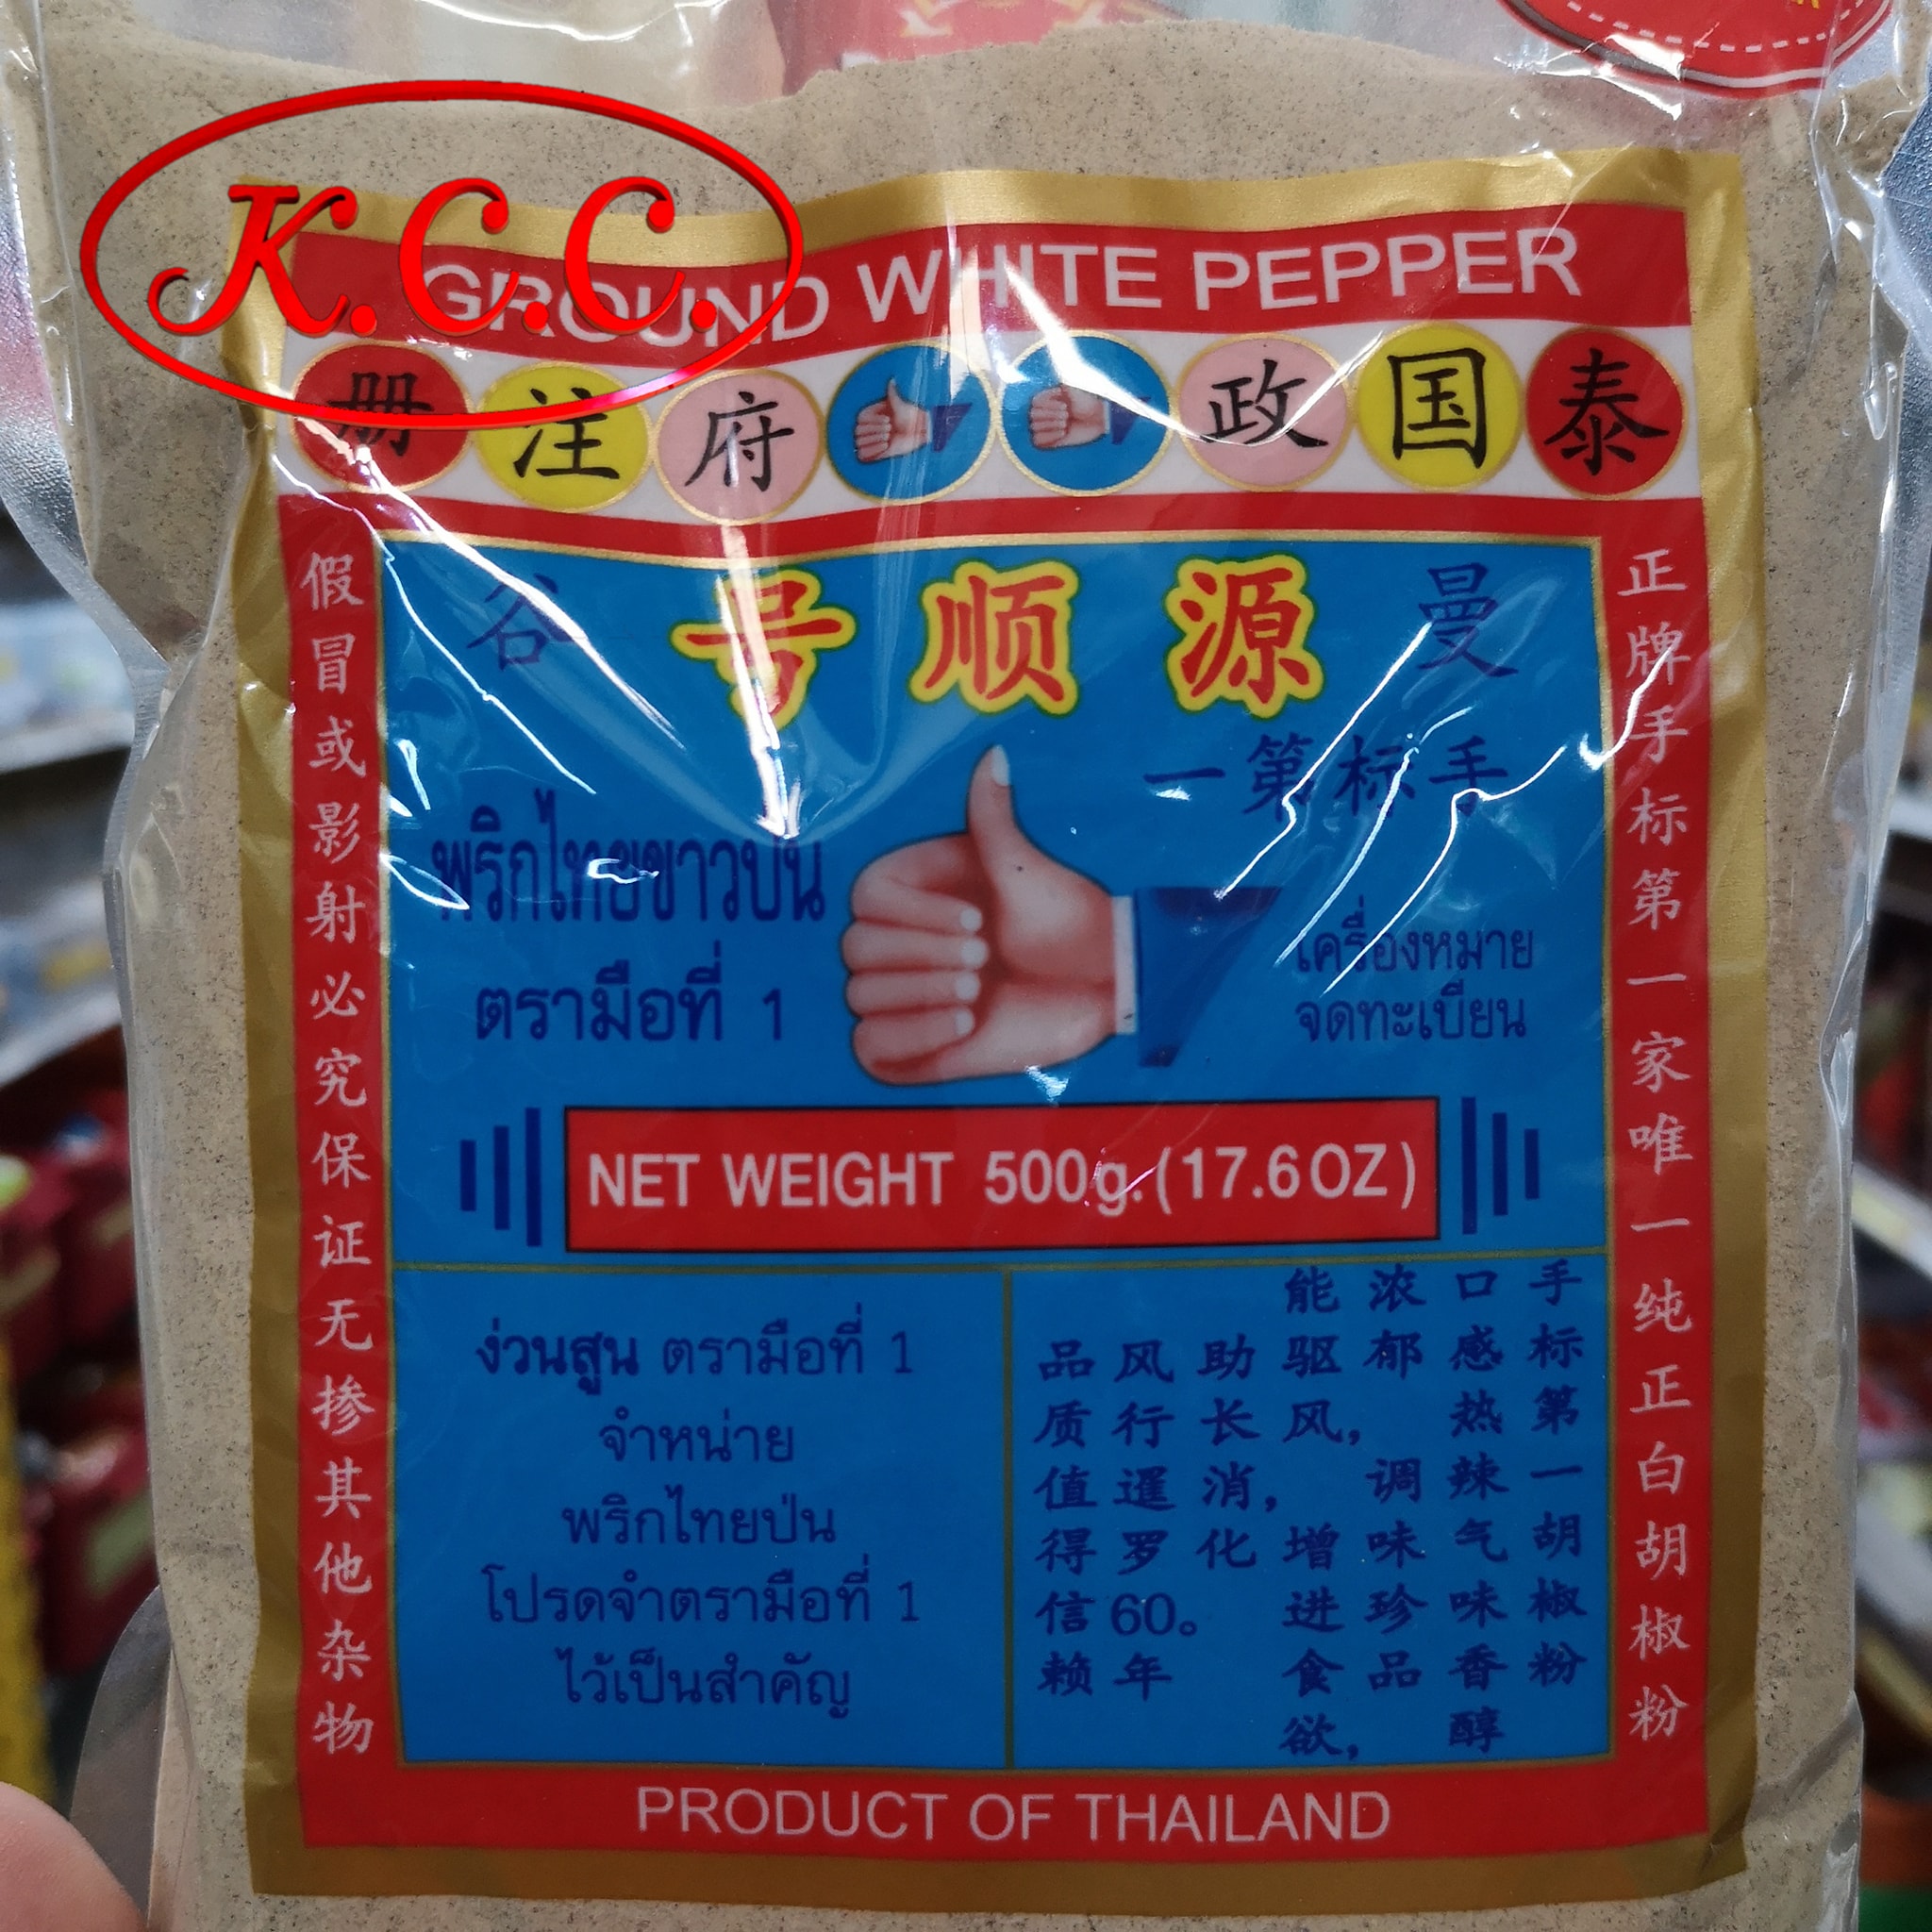 K.C.C.
GROUND WHITE PEPPER
泰国政府注册
曼谷
源顺号
手标第一
พริกไทยขาวป่น
ตรามือที่ 1
เครื่องหมาย
จดทะเบียน
NET WEIGHT 500g. (17.6OZ)
正牌手标第一家唯一纯正白胡椒粉
假冒或影射必究保证无掺其他杂物
ง่วนสูน ตรามือที่ 1
จำหน่าย
พริกไทยป่น
โปรดจำตรามือที่ 1
ไว้เป็นสำคัญ
手标第一胡椒粉
口感热辣气味香醇
浓郁 调味珍品
能驱风, 增进食欲,
助长消, 化
风行暹罗60。年
品质值得信赖
PRODUCT OF THAILAND